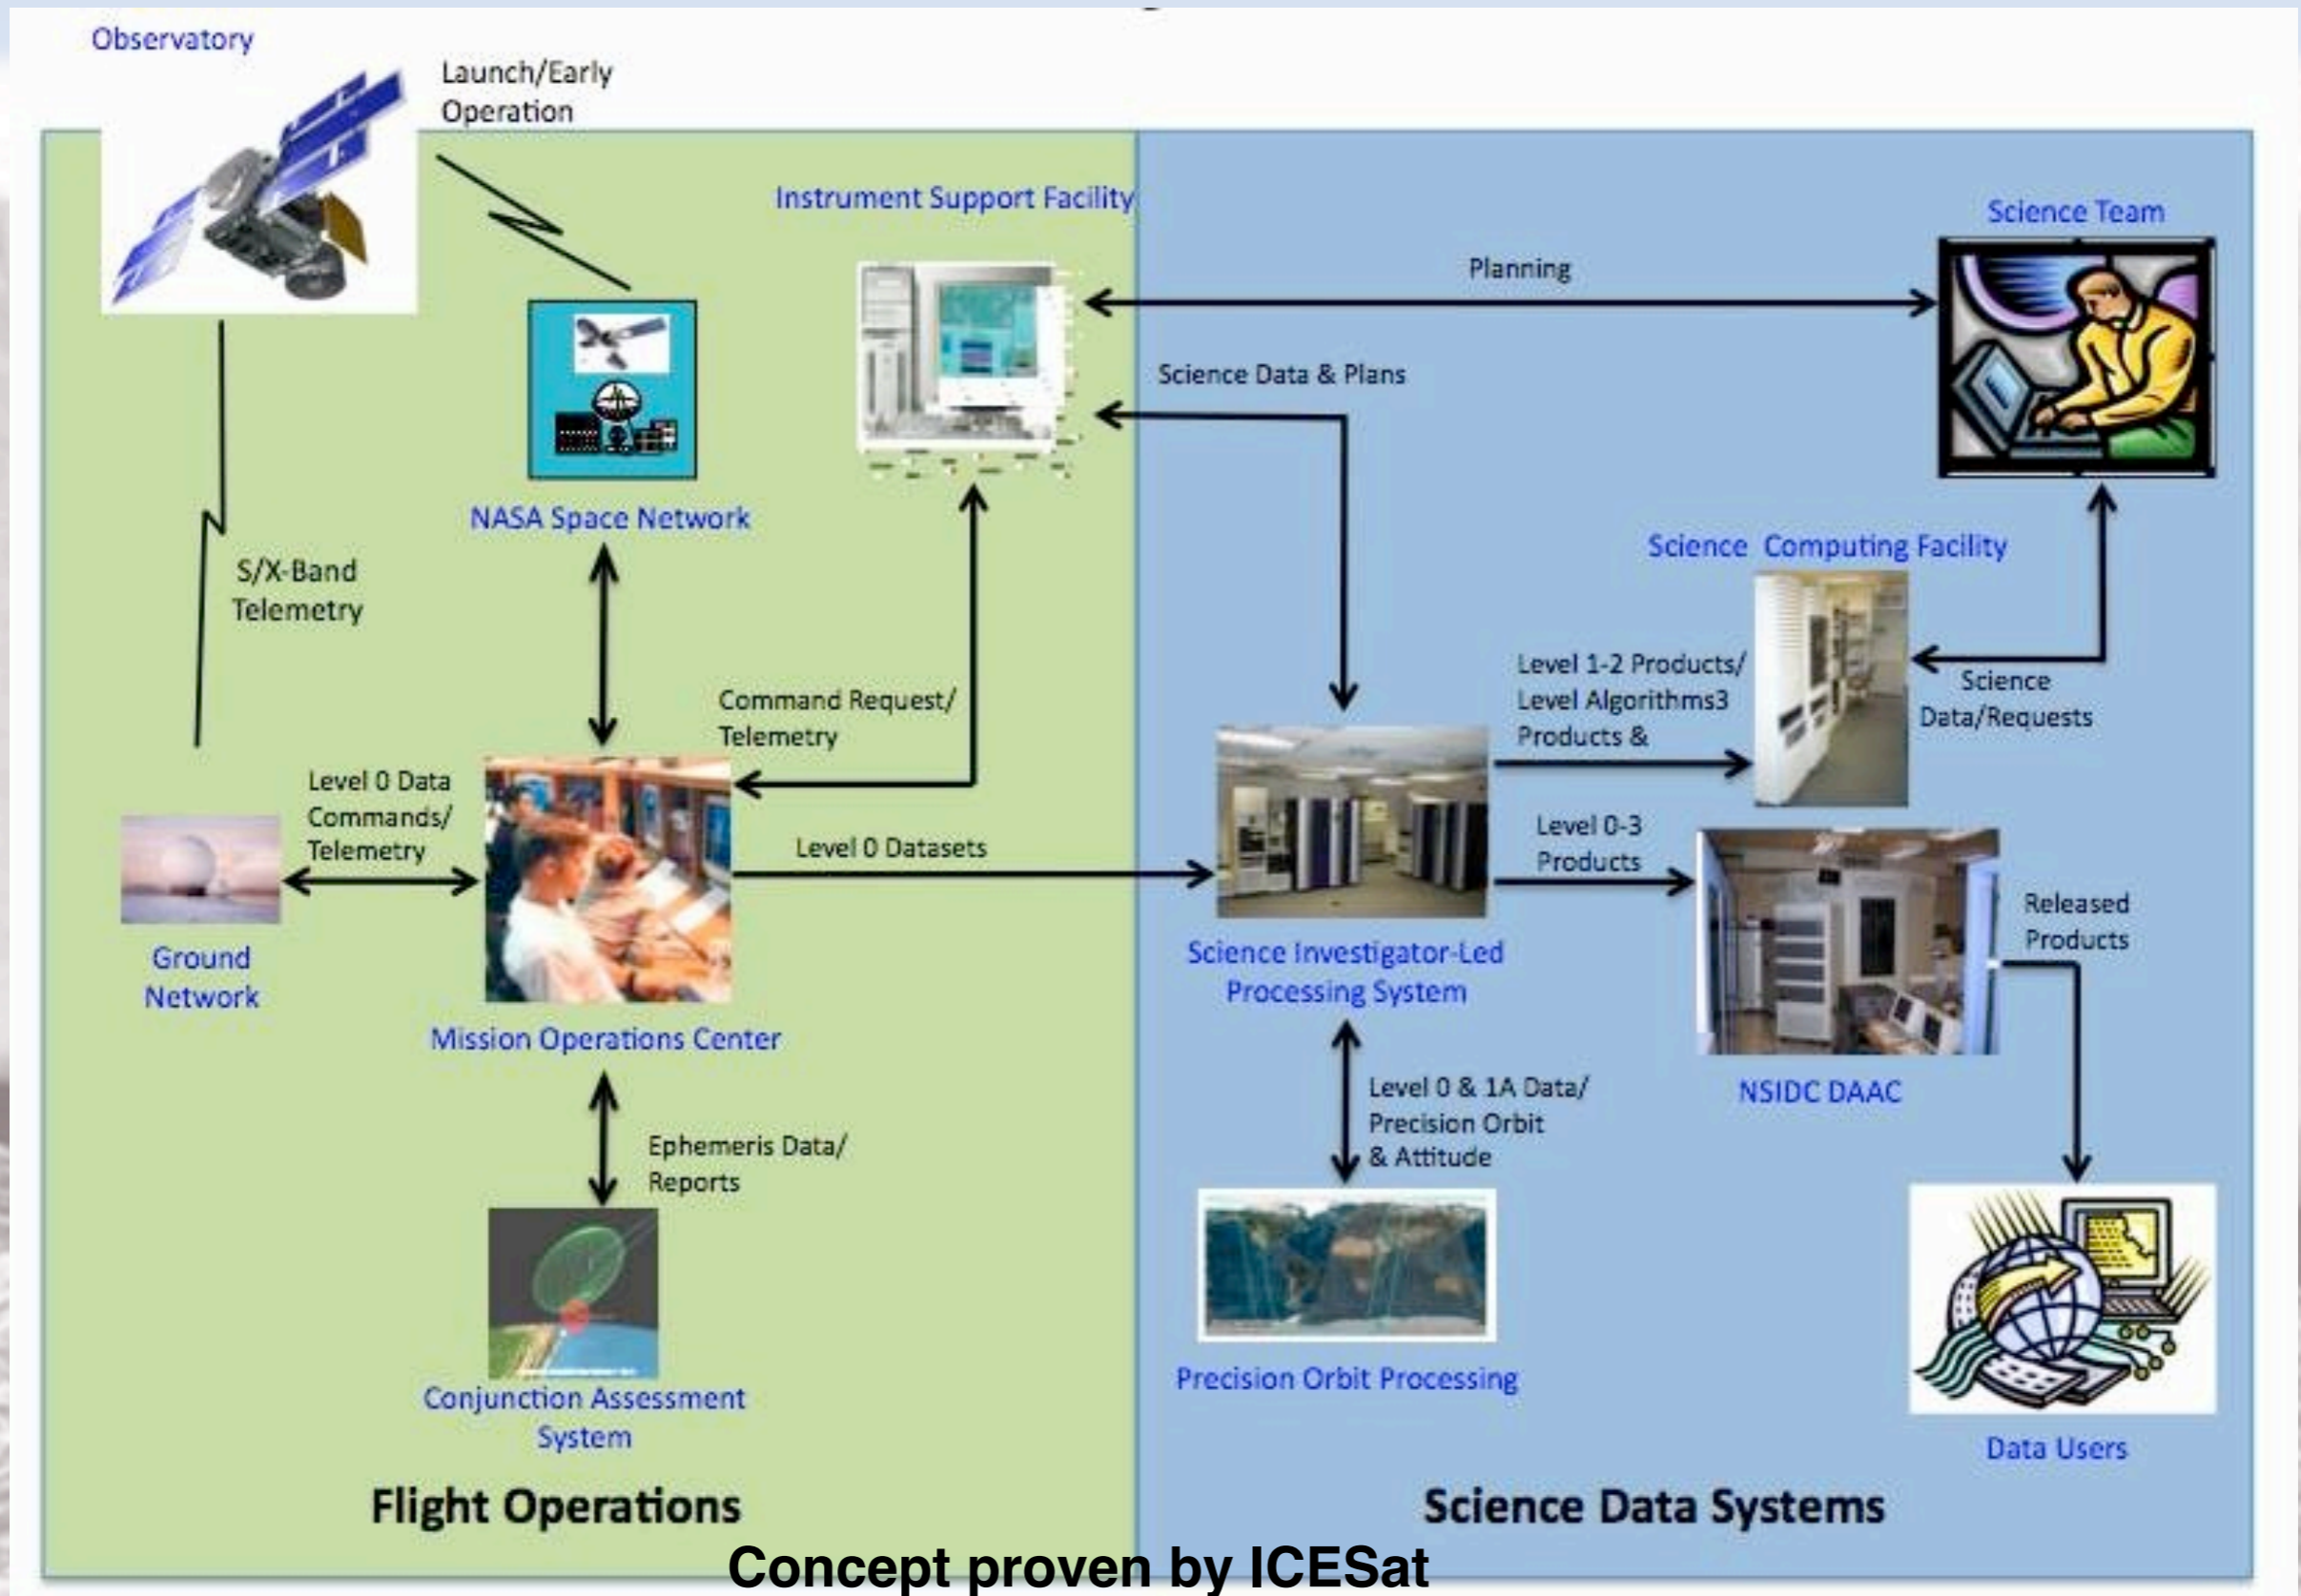 Observatory
Launch/Early
Operation
Instrument Support Facility
Science Team
Planning
Science Data & Plans
NASA Space Network
Science Computing Facility
S/X-Band
Telemetry
Level 1-2 Products/
Level Algorithms3
Products &
Science
Data/Requests
Command Request/
Telemetry
Level 0 Data
Commands/
Telemetry
Level 0 Datasets
Level 0-3
Products
Released
Products
Ground
Network
Science Investigator-Led
Processing System
Mission Operations Center
Level 0 & 1A Data/
Precision Orbit
& Attitude
NSIDC DAAC
Ephemeris Data/
Reports
Precision Orbit Processing
Conjunction Assessment
System
Data Users
Flight Operations
Science Data Systems
Concept proven by ICESat